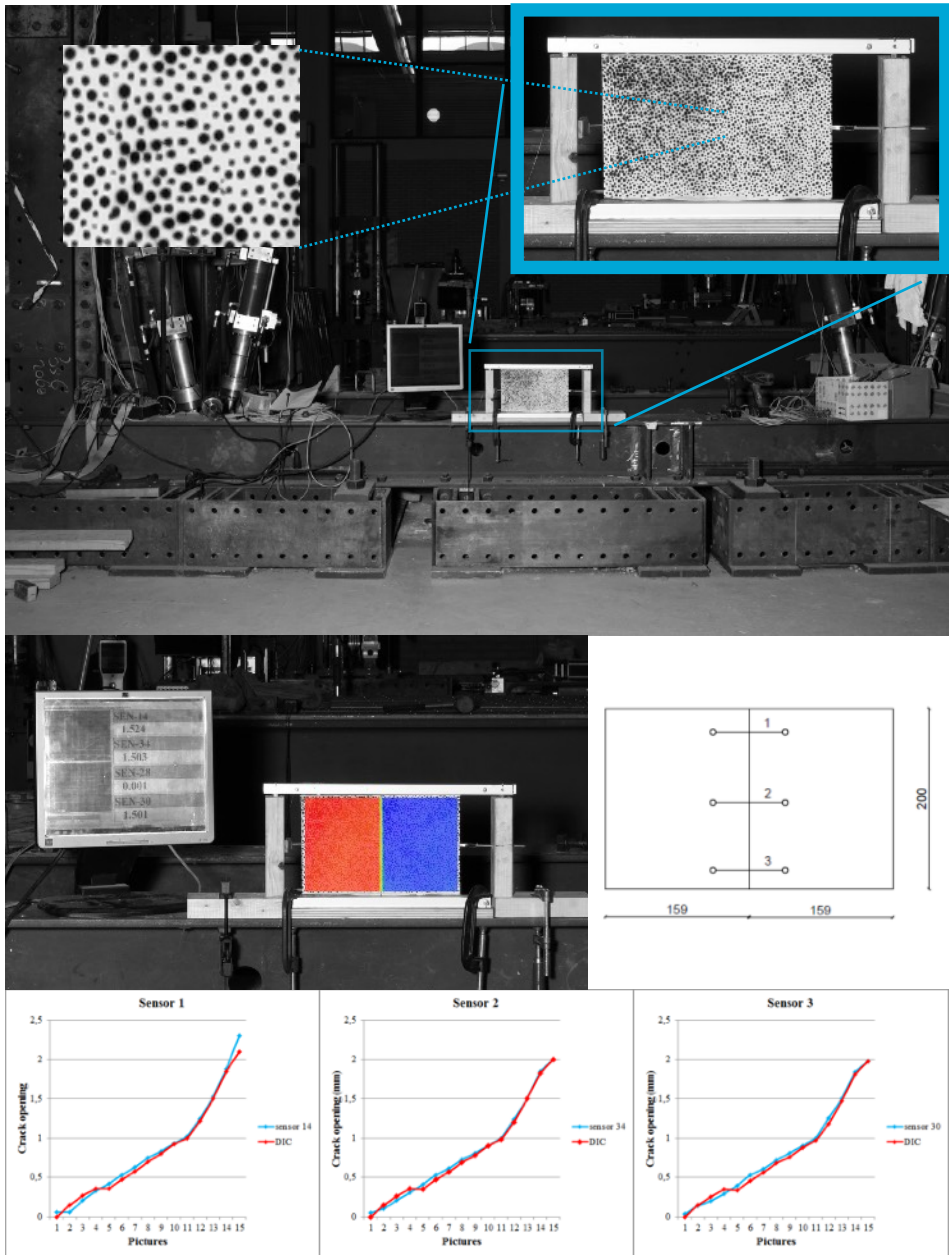 SEN-14
1.524
SEN-34
1.503
SEN-28
0.001
SEN-30
1.501
1
2
3
200
159 159
Sensor 1
Crack opening
2,5
2
1,5
1
0,5
0
1 2 3 4 5 6 7 8 9 10 11 12 13 14 15
Pictures
sensor 14
DIC
Sensor 2
Crack opening (mm)
2,5
2
1,5
1
0,5
0
1 2 3 4 5 6 7 8 9 10 11 12 13 14 15
Pictures
sensor 34
DIC
Sensor 3
Crack opening (mm)
2,5
2
1,5
1
0,5
0
1 2 3 4 5 6 7 8 9 10 11 12 13 14 15
Pictures
sensor 30
DIC